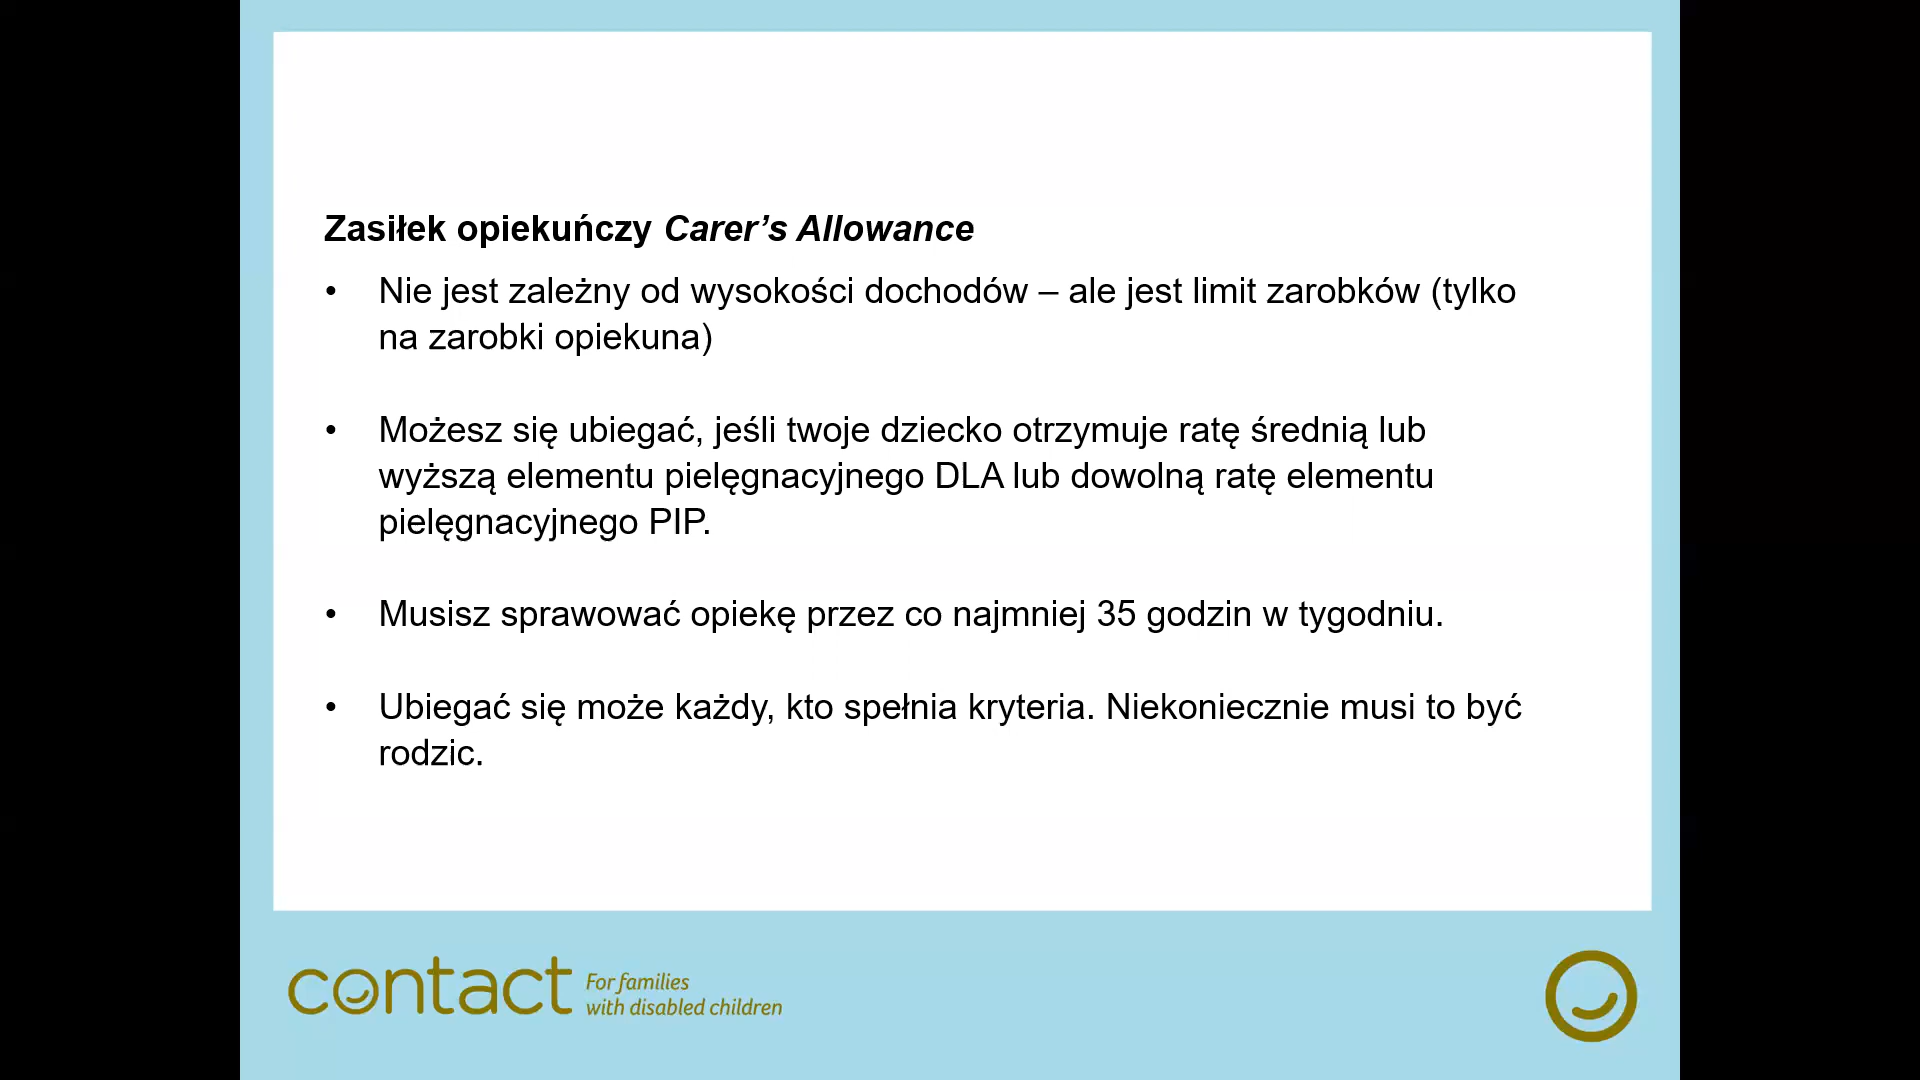 Zasiłek opiekuńczy Carer’s Allowance
• Nie jest zależny od wysokości dochodów – ale jest limit zarobków (tylko
na zarobki opiekuna)
• Możesz się ubiegać, jeśli twoje dziecko otrzymuje ratę średnią lub
wyższą elementu pielęgnacyjnego DLA lub dowolną ratę elementu
pielęgnacyjnego PIP.
• Musisz sprawować opiekę przez co najmniej 35 godzin w tygodniu.
• Ubiegać się może każdy, kto spełnia kryteria. Niekoniecznie musi to być
rodzic.
contact
For families
with disabled children